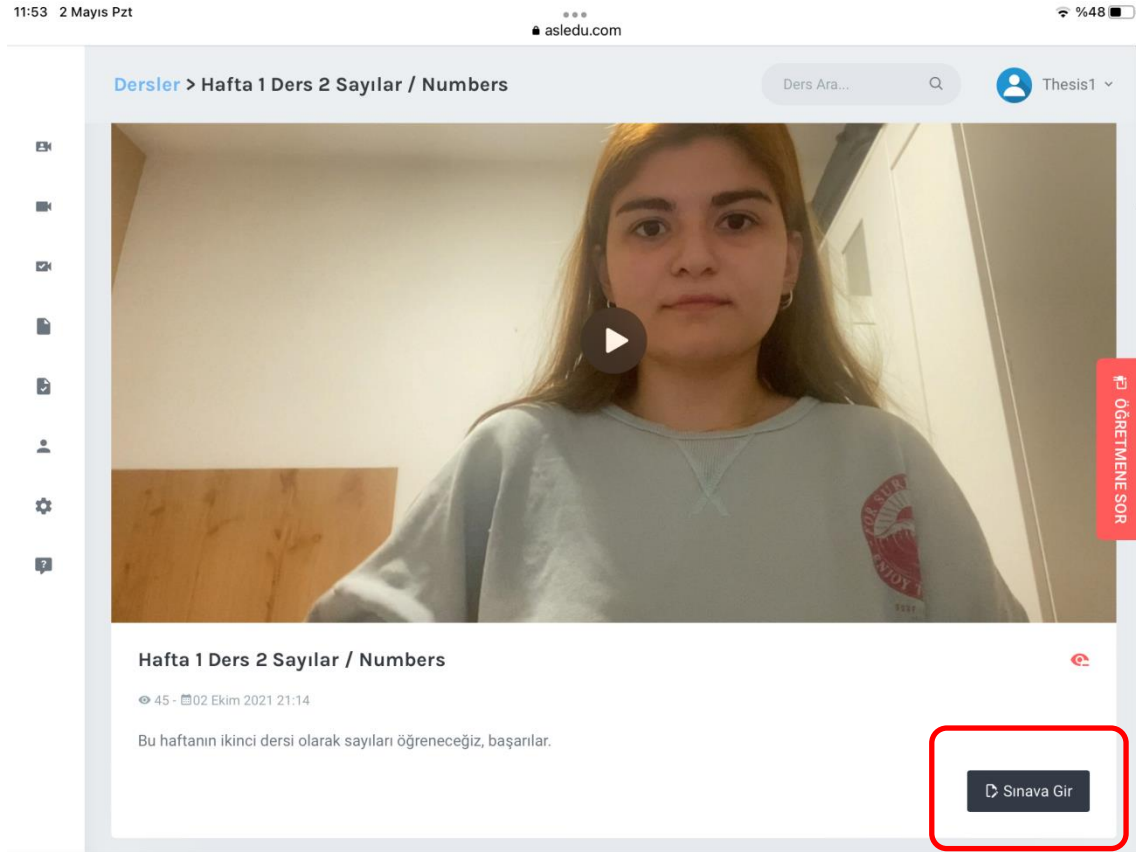 11:53 2 Mayıs Pzt
%48
asledu.com
Dersler > Hafta 1 Ders 2 Sayılar / Numbers
Ders Ara...
Thesis1
ÖĞRETMENE SOR
ENJOY
Hafta 1 Ders 2 Sayılar / Numbers
45 - 02 Ekim 2021 21:14
Bu haftanın ikinci dersi olarak sayıları öğreneceğiz, başarılar.
Sınava Gir